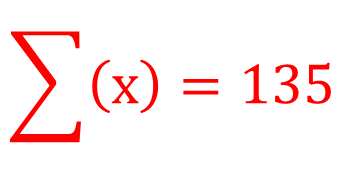 ∑(x) = 135